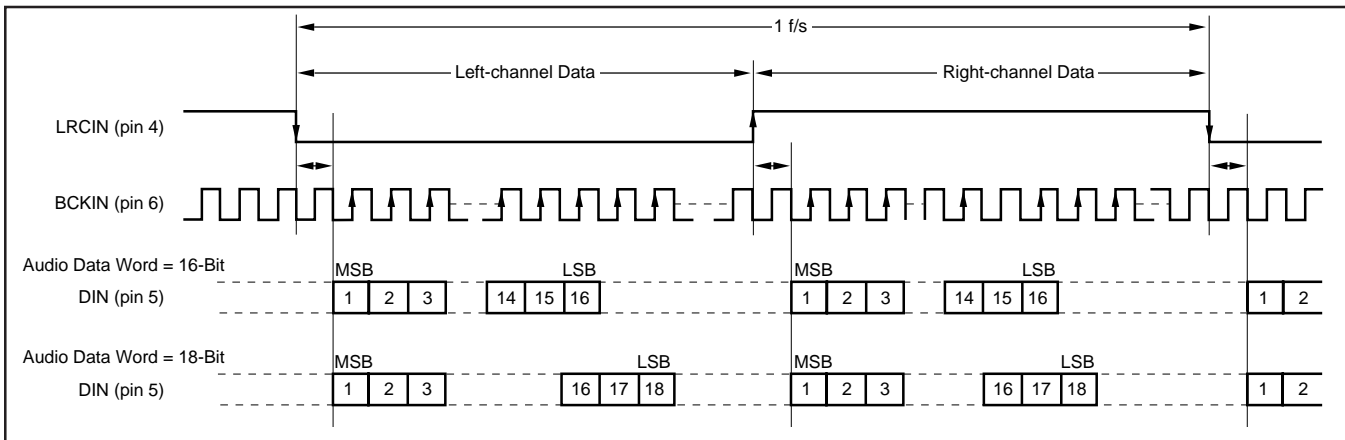 1 f/s
Left-channel Data
Right-channel Data
LRCIN (pin 4)
BCKIN (pin 6)
Audio Data Word = 16-Bit
MSB
LSB
MSB
LSB
DIN (pin 5)
1 2 3 14 15 16 1 2 3 14 15 16 1 2
Audio Data Word = 18-Bit
MSB
LSB
MSB
LSB
DIN (pin 5)
1 2 3 16 17 18 1 2 3 16 17 18 1 2